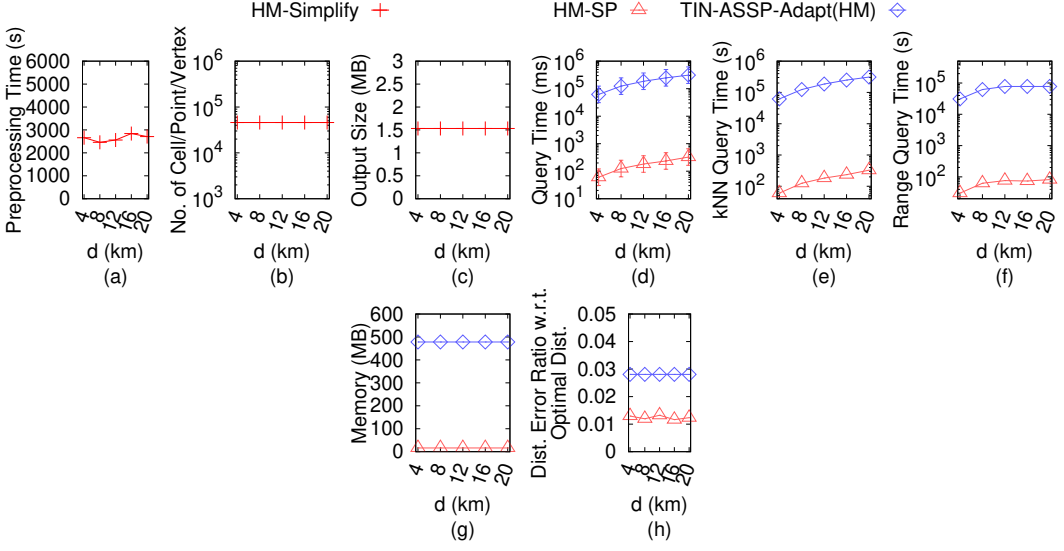 HM-Simplify HM-SP TIN-ASSP-Adapt(HM)
Preprocessing Time (s)
6000
5000
4000
3000
2000
1000
0
4 8 12 16 20
d (km)
(a)
No. of Cell/Point/Vertex
10^6
10^5
10^4
10^3
4 8 12 16 20
d (km)
(b)
Output Size (MB)
3
2.5
2
1.5
1
0.5
0
4 8 12 16 20
d (km)
(c)
Query Time (ms)
10^6
10^5
10^4
10^3
10^2
10^1
4 8 12 16 20
d (km)
(d)
kNN Query Time (s)
10^6
10^5
10^4
10^3
10^2
4 8 12 16 20
d (km)
(e)
Range Query Time (s)
10^5
10^4
10^3
10^2
4 8 12 16 20
d (km)
(f)
Memory (MB)
600
500
400
300
200
100
0
4 8 12 16 20
d (km)
(g)
Dist. Error Ratio w.r.t.
Optimal Dist.
0.05
0.04
0.03
0.02
0.01
0
4 8 12 16 20
d (km)
(h)